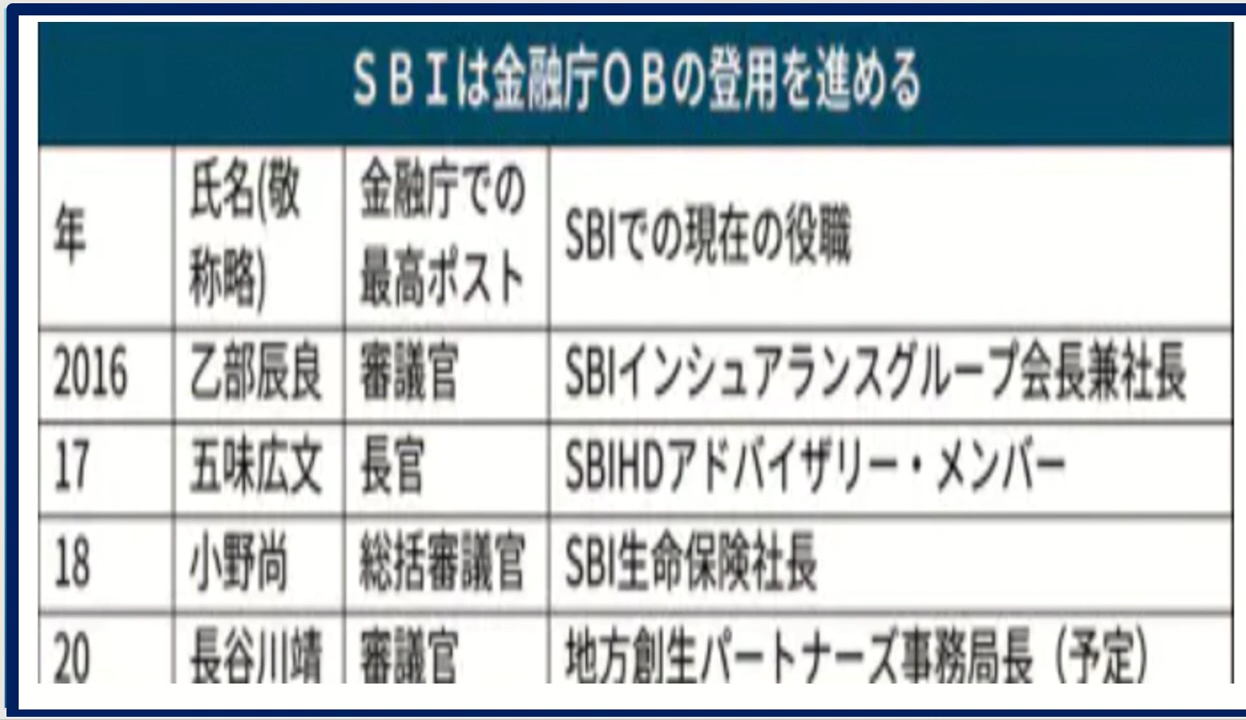 SBIは金融庁OBの登用を進める
年
氏名(敬
称略)
金融庁での
最高ポスト
SBIでの現在の役職
2016
乙部辰良
審議官
SBIインシュアランスグループ会長兼社長
17
五味広文
長官
SBIHDアドバイザリー・メンバー
18
小野尚
総括審議官
SBI生命保険社長
20
長谷川靖
審議官
地方創生パートナーズ事務局長（予定）